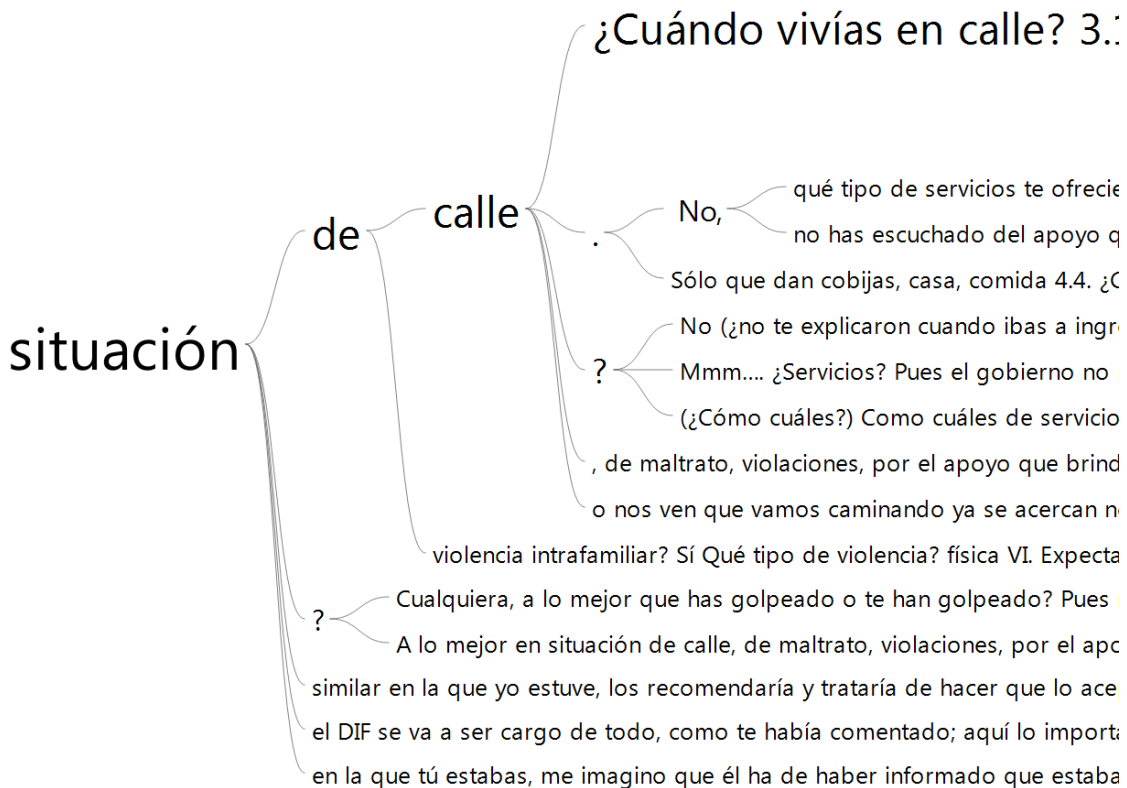 ¿Cuándo vivías en calle? 3.1
qué tipo de servicios te ofrecie
calle
No,
de
.
no has escuchado del apoyo q
Sólo que dan cobijas, casa, comida 4.4. ¿C
No (¿no te explicaron cuando ibas a ingr
situación
?
Mmm.... ¿Servicios? Pues el gobierno no
(¿Cómo cuáles?) Como cuáles de servicio
, de maltrato, violaciones, por el apoyo que brind
o nos ven que vamos caminando ya se acercan n
violencia intrafamiliar? Sí Qué tipo de violencia? física VI. Expecta
Cualquiera, a lo mejor que has golpeado o te han golpeado? Pues
?
A lo mejor en situación de calle, de maltrato, violaciones, por el apo
similar en la que yo estuve, los recomendaría y trataría de hacer que lo ace
el DIF se va a ser cargo de todo, como te había comentado; aquí lo importa
en la que tú estabas, me imagino que él ha de haber informado que estaba